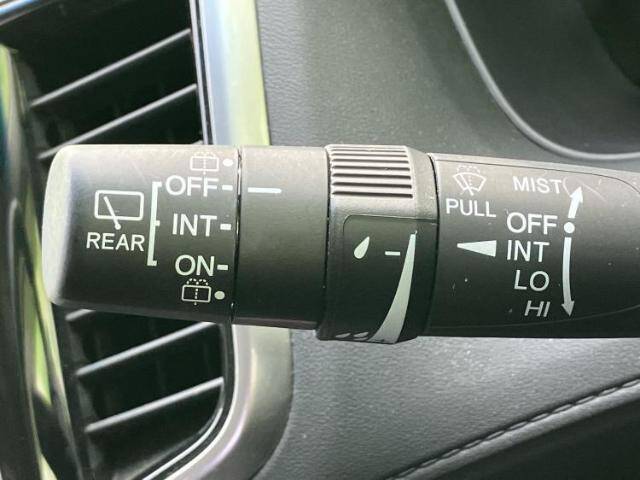 OFF
REAR
INT
ON
PULL
MIST
OFF
INT
LO
HI